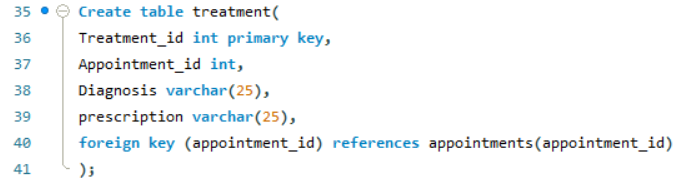 35 Create table treatment(
36 Treatment_id int primary key,
37 Appointment_id int,
38 Diagnosis varchar(25),
39 prescription varchar(25),
40 foreign key (appointment_id) references appointments(appointment_id)
41 );